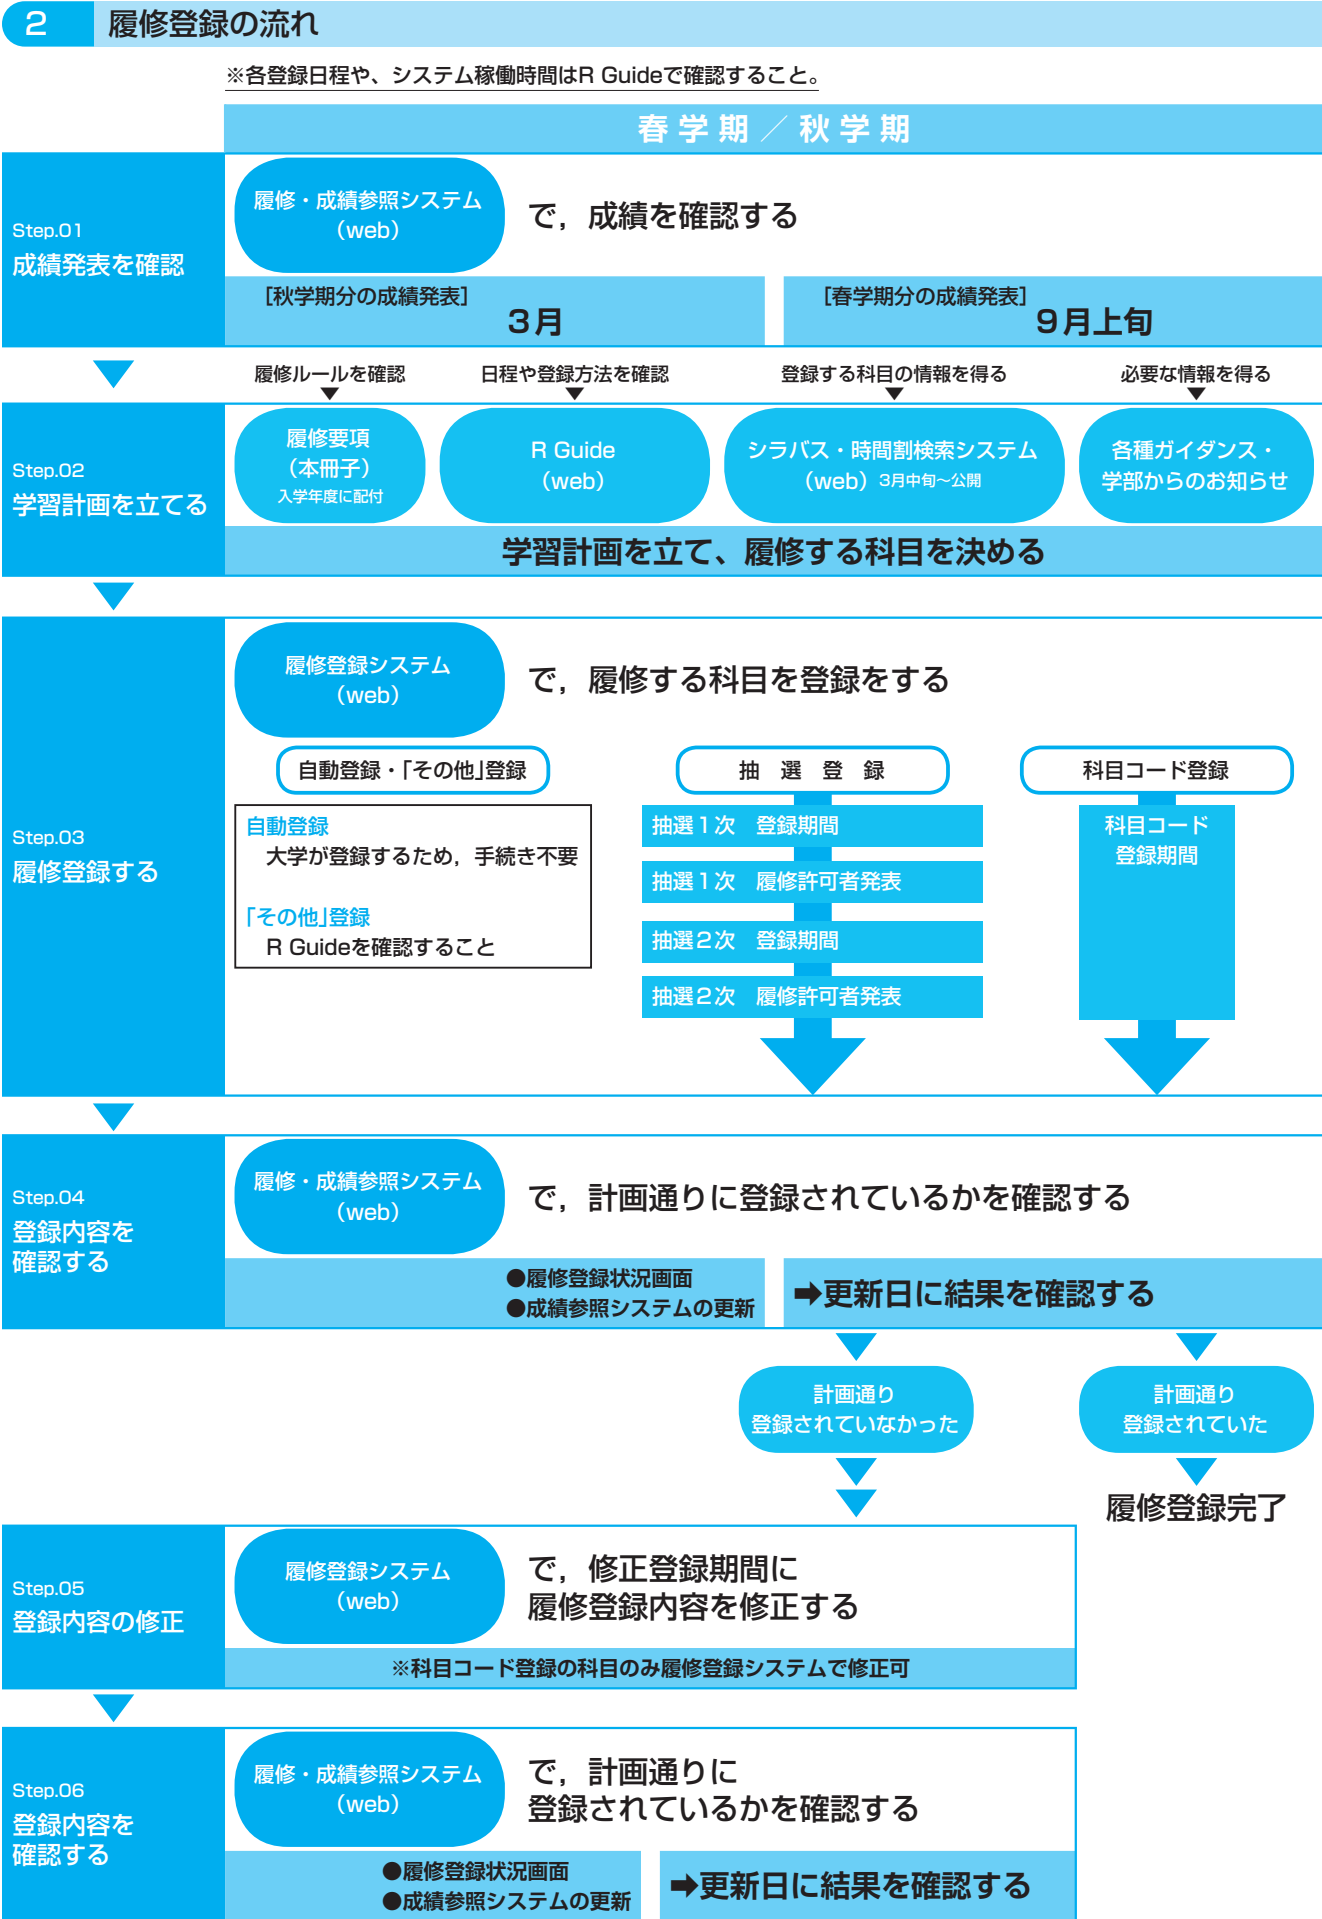 2 履修登録の流れ
※各登録日程や、システム稼働時間はR Guideで確認すること。
春学期／秋学期
Step.01
成績発表を確認
履修・成績参照システム
（web）
で，成績を確認する
［秋学期分の成績発表］
3月
［春学期分の成績発表］
9月上旬
履修ルールを確認
日程や登録方法を確認
登録する科目の情報を得る
必要な情報を得る
Step.02
学習計画を立てる
履修要項
（本冊子）
入学年度に配付
R Guide
（web）
シラバス・時間割検索システム
（web）3月中旬～公開
各種ガイダンス・
学部からのお知らせ
学習計画を立て、履修する科目を決める
Step.03
履修登録する
履修登録システム
（web）
で，履修する科目を登録をする
自動登録・｢その他｣登録
自動登録
大学が登録するため，手続き不要
｢その他｣登録
R Guideを確認すること
抽 選 登 録
抽選1次 登録期間
抽選1次 履修許可者発表
抽選2次 登録期間
抽選2次 履修許可者発表
科目コード登録
科目コード
登録期間
Step.04
登録内容を
確認する
履修・成績参照システム
（web）
で，計画通りに登録されているかを確認する
●履修登録状況画面
●成績参照システムの更新
➡更新日に結果を確認する
計画通り
登録されていなかった
計画通り
登録されていた
履修登録完了
Step.05
登録内容の修正
履修登録システム
（web）
で，修正登録期間に
履修登録内容を修正する
※科目コード登録の科目のみ履修登録システムで修正可
Step.06
登録内容を
確認する
履修・成績参照システム
（web）
で，計画通りに
登録されているかを確認する
●履修登録状況画面
●成績参照システムの更新
➡更新日に結果を確認する